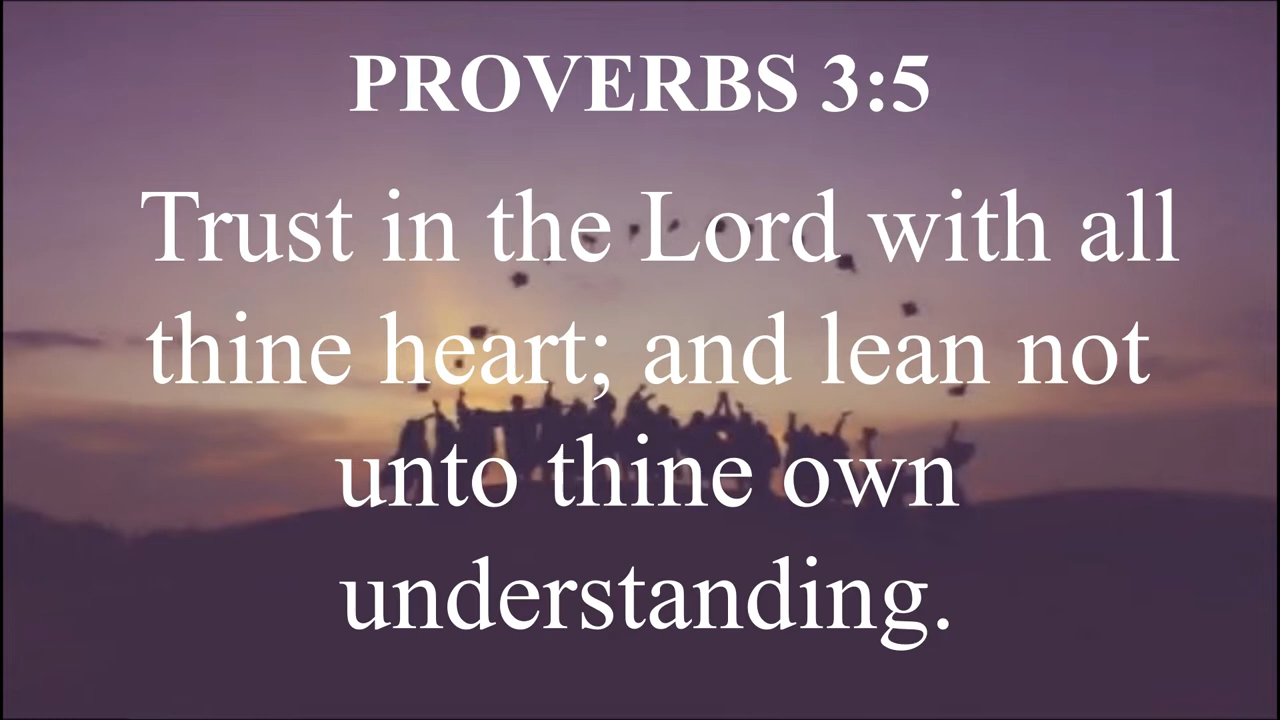 PROVERBS 3:5
Trust in the Lord with all
thine heart; and lean not
unto thine own
understanding.